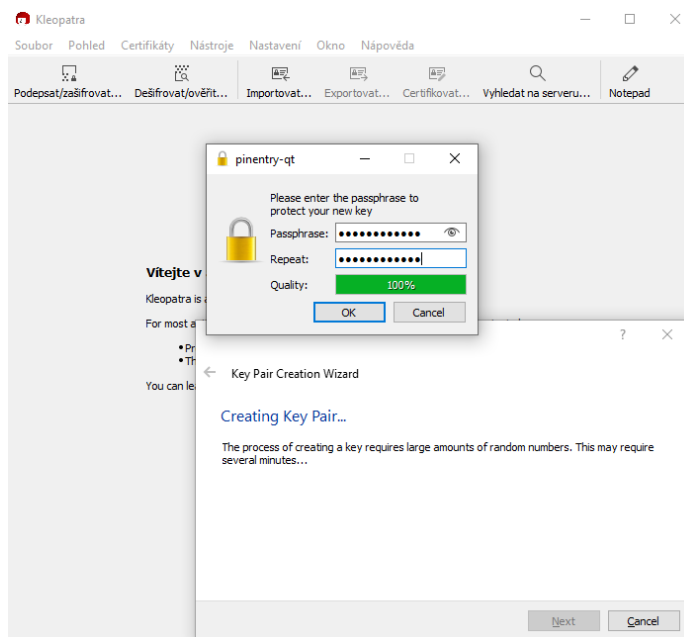 Kleopatra
Soubor Pohled Certifikáty Nástroje Nastavení Okno Nápověda
Podepsat/zašifrovat... Dešifrovat/ověřit... Importovat... Exportovat... Certifikovat... Vyhledat na serveru... Notepad
pinentry-qt
Please enter the passphrase to
protect your new key
Passphrase: ••••••••••••
Repeat: ••••••••••••
Quality: 100%
OK Cancel
Vítejte v
Kleopatra is
For most a
•Pr
•Th
You can le
?
Key Pair Creation Wizard
Creating Key Pair...
The process of creating a key requires large amounts of random numbers. This may require
several minutes...
Next Cancel